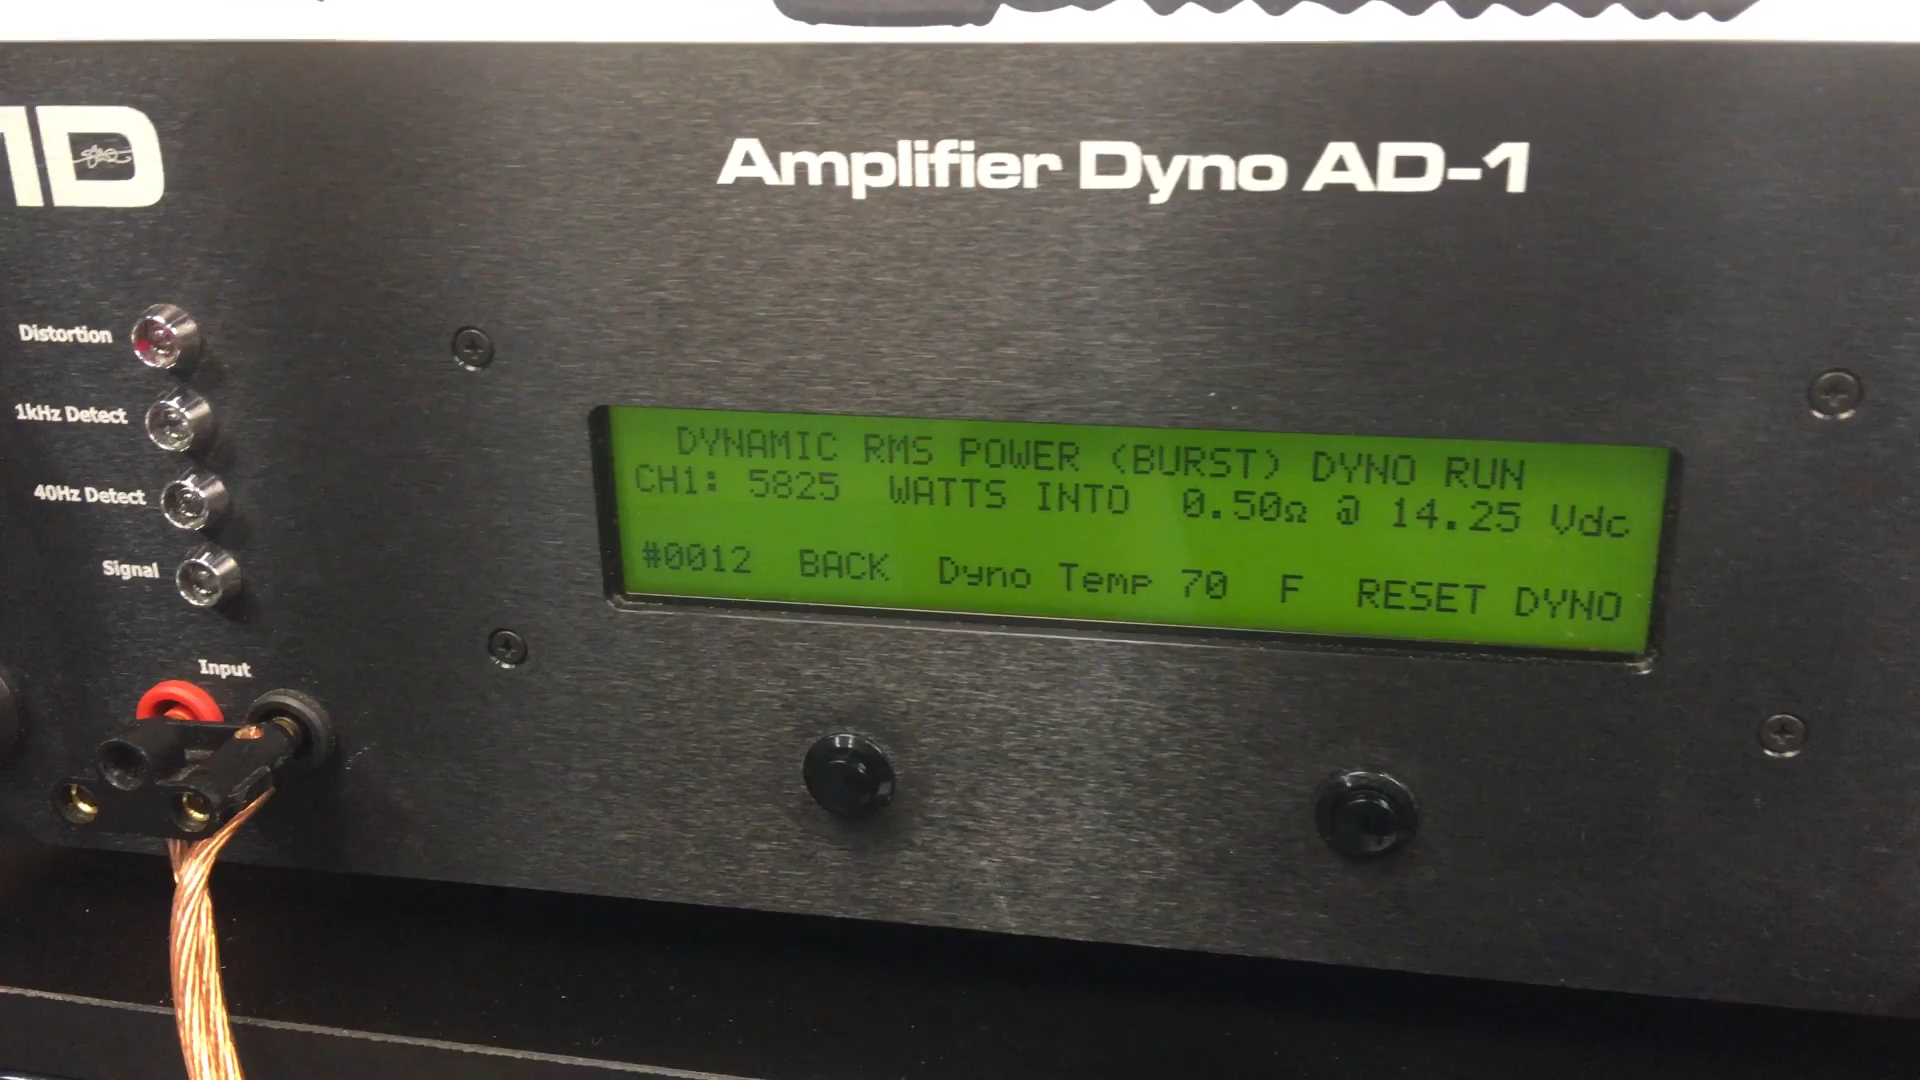 Amplifier Dyno AD-1
Distortion
1kHz Detect
40Hz Detect
Signal
Input
DYNAMIC RMS POWER (BURST) DYNO RUN
CH1: 5825 WATTS INTO 0.50Ω @ 14.25 Vdc
#0012 BACK Dyno Temp 70 F RESET DYNO